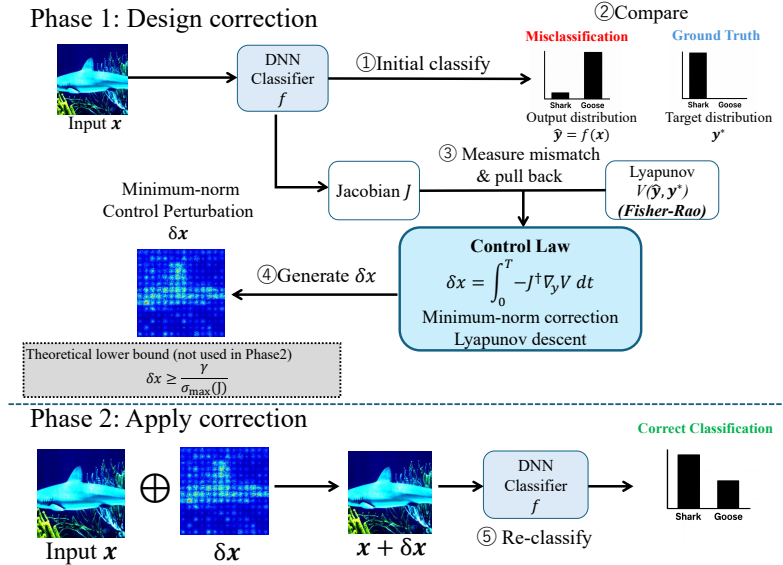 Phase 1: Design correction
②Compare
Misclassification
Ground Truth
DNN
Classifier
f
①Initial classify
Shark Goose
Shark Goose
Input x
Output distribution
ŷ = f(x)
Target distribution
y*
③ Measure mismatch
& pull back
Jacobian J
Lyapunov
V(ŷ, y*)
(Fisher-Rao)
Minimum-norm
Control Perturbation
δx
Control Law
δx = ∫₀ᵀ −J†∇yV dt
Minimum-norm correction
Lyapunov descent
④Generate δx
Theoretical lower bound (not used in Phase2)
δx ≥ γ / σmax(J)
Phase 2: Apply correction
Correct Classification
DNN
Classifier
f
Shark Goose
⊕
Input x
δx
x + δx
⑤ Re-classify